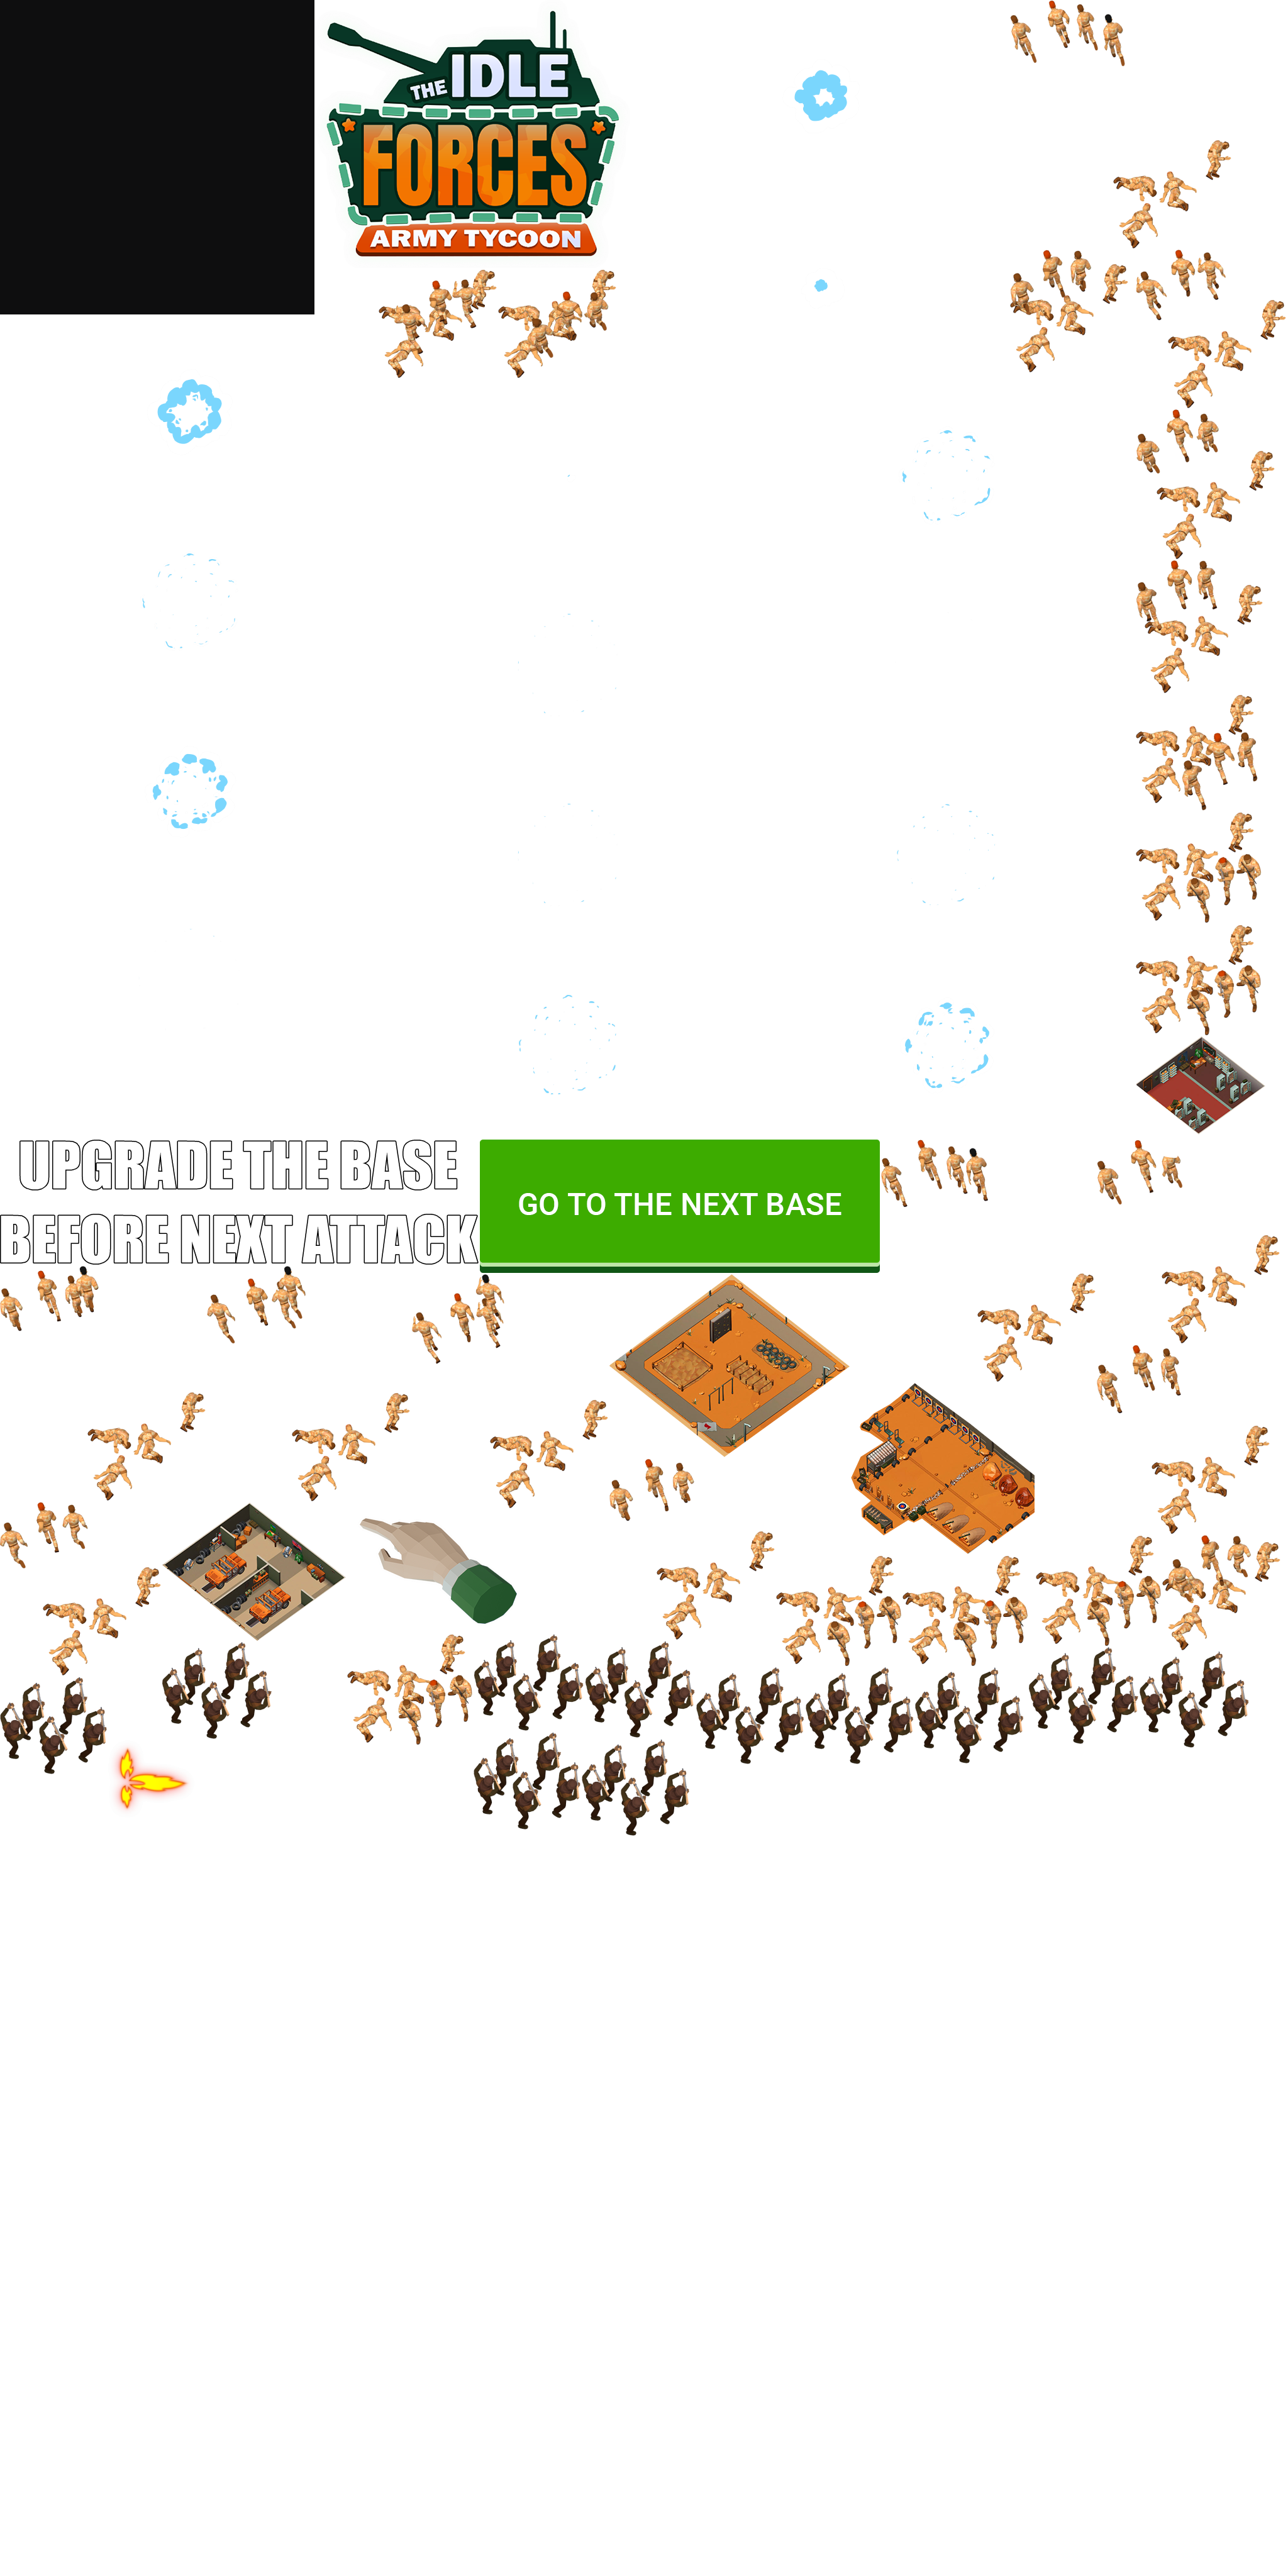 THE IDLE
FORCES
ARMY TYCOON
UPGRADE THE BASE
BEFORE NEXT ATTACK
GO TO THE NEXT BASE